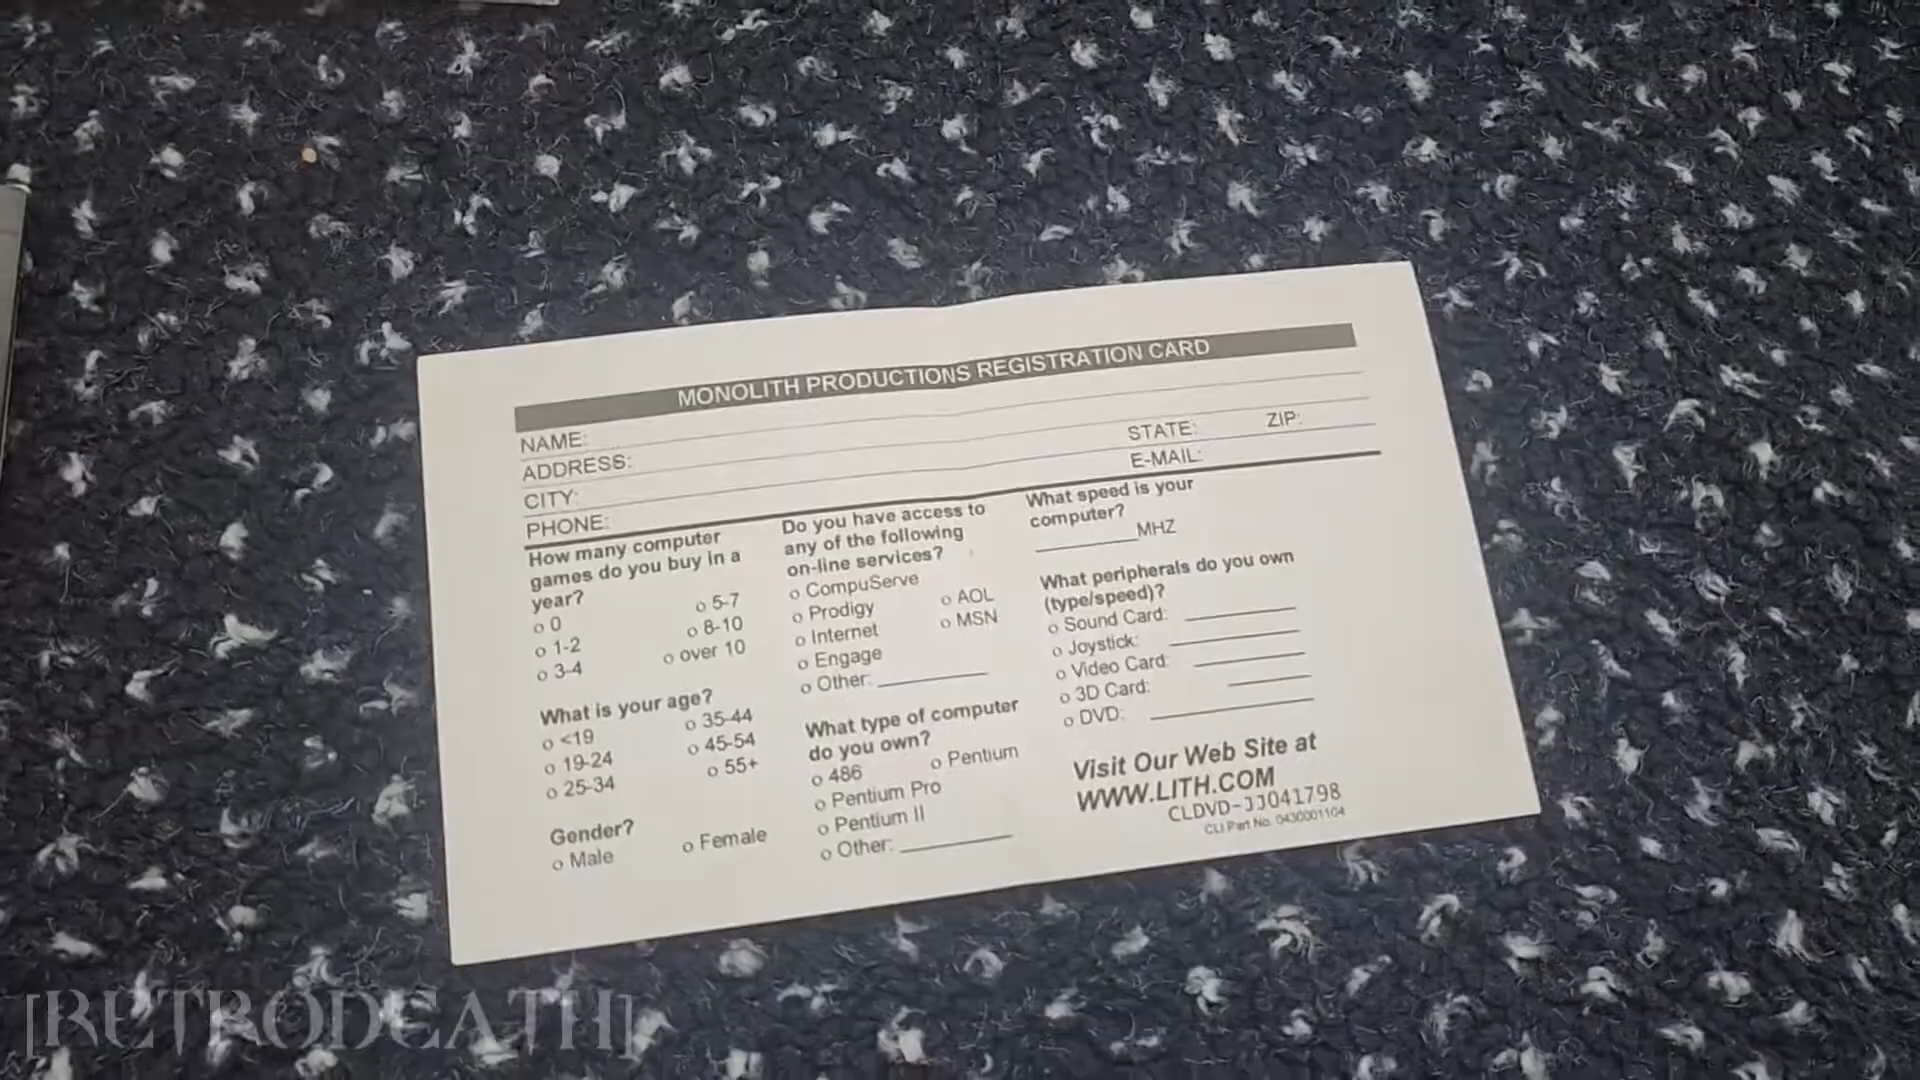 MONOLITH PRODUCTIONS REGISTRATION CARD
NAME:
ADDRESS:
CITY:
STATE:
ZIP:
PHONE:
E-MAIL:
How many computer
games do you buy in a
year?
o 0
o 1-2
o 3-4
o 5-7
o 8-10
o over 10
What is your age?
o <19
o 19-24
o 25-34
o 35-44
o 45-54
o 55+
Gender?
o Male
o Female
Do you have access to
any of the following
on-line services?
o CompuServe
o Prodigy
o Internet
o Engage
o Other:
o AOL
o MSN
What type of computer
do you own?
o 486
o Pentium
o Pentium Pro
o Pentium II
o Other:
What speed is your
computer?
MHZ
What peripherals do you own
(type/speed)?
o Sound Card:
o Joystick:
o Video Card:
o 3D Card:
o DVD:
Visit Our Web Site at
WWW.LITH.COM
CLDVD-JJ041798
CLI Part No. 0430001104
[RETRODEATH]